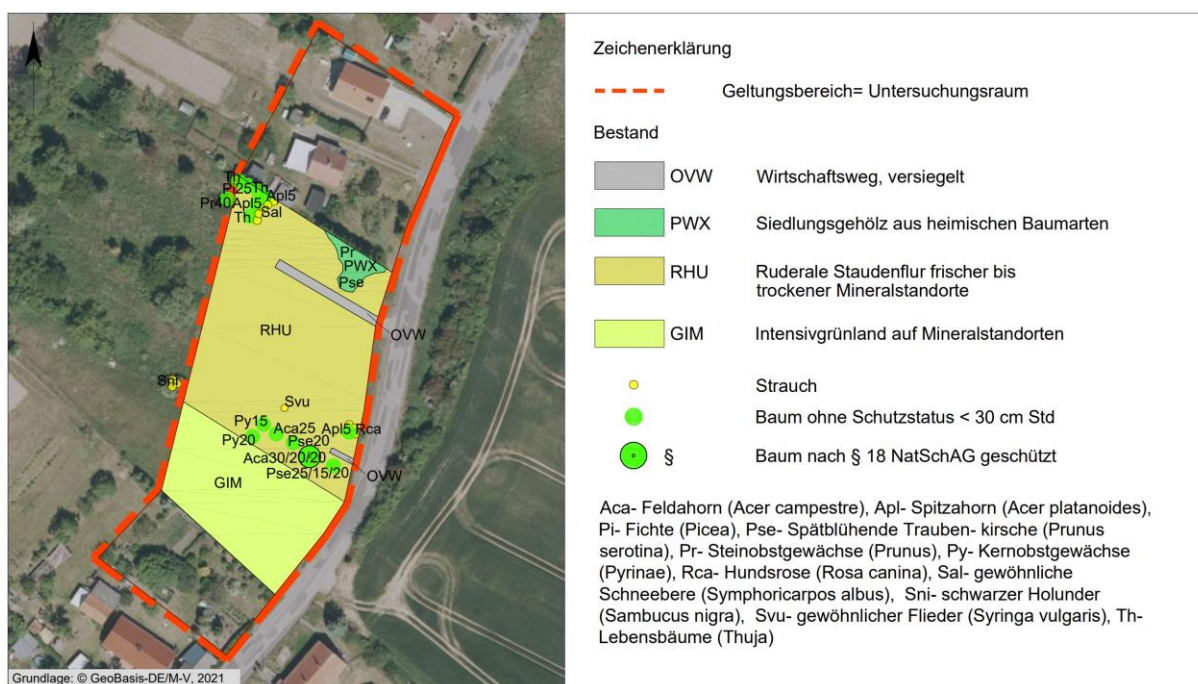 Th
Pi25
Th
Apl5
Pr40
Apl5
Sal
Th
Pr
PWX
Pse
RHU
OVW
Svu
Py15
Aca25
Apl5
Rca
Py20
Pse20
Aca30/20/20
Pse25/15/20
OVW
GIM
Grundlage: © GeoBasis-DE/M-V, 2021
Zeichenerklärung
Geltungsbereich= Untersuchungsraum
Bestand
OVW Wirtschaftsweg, versiegelt
PWX Siedlungsgehölz aus heimischen Baumarten
RHU Ruderale Staudenflur frischer bis
trockener Mineralstandorte
GIM Intensivgrünland auf Mineralstandorten
Strauch
Baum ohne Schutzstatus < 30 cm Std
§ Baum nach § 18 NatSchAG geschützt
Aca- Feldahorn (Acer campestre), Apl- Spitzahorn (Acer platanoides),
Pi- Fichte (Picea), Pse- Spätblühende Trauben- kirsche (Prunus
serotina), Pr- Steinobstgewächse (Prunus), Py- Kernobstgewächse
(Pyrinae), Rca- Hundsrose (Rosa canina), Sal- gewöhnliche
Schneebere (Symphoricarpos albus), Sni- schwarzer Holunder
(Sambucus nigra), Svu- gewöhnlicher Flieder (Syringa vulgaris), Th-
Lebensbäume (Thuja)